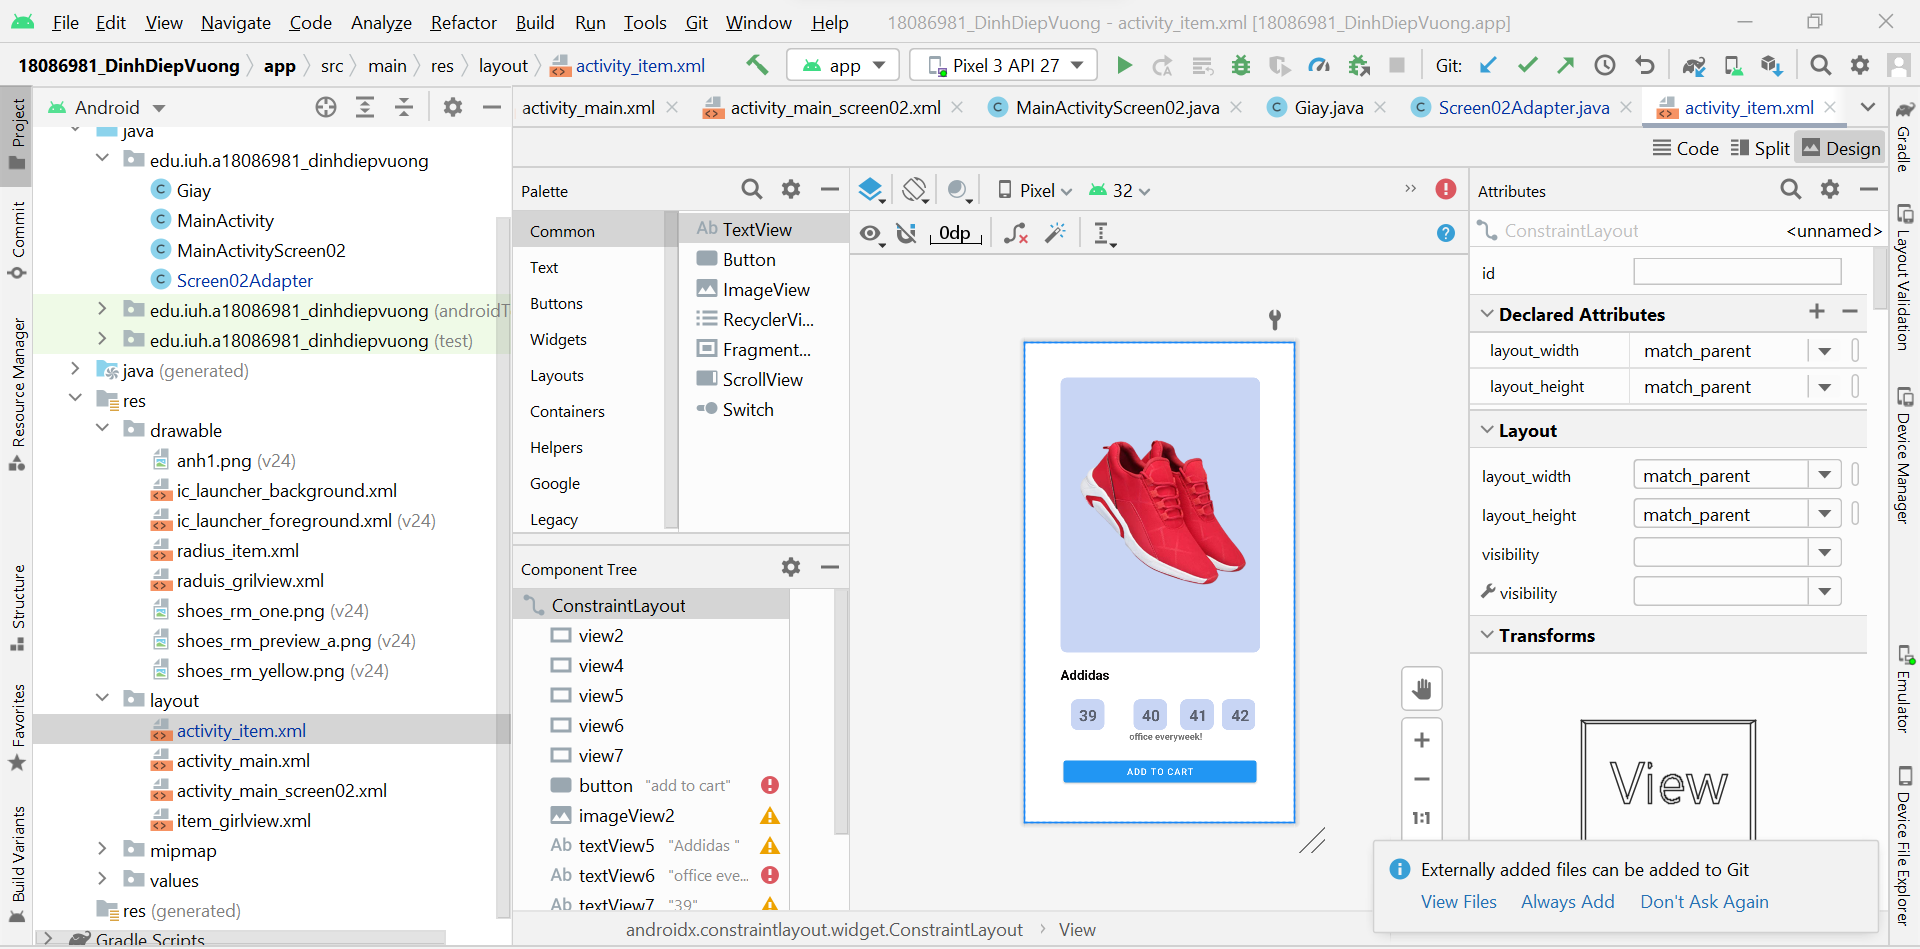 File Edit View Navigate Code Analyze Refactor Build Run Tools Git Window Help 18086981_DinhDiepVuong - activity_item.xml [18086981_DinhDiepVuong.app]
18086981_DinhDiepVuong app src main res layout activity_item.xml app Pixel 3 API 27 Git:
Android
activity_main.xml activity_main_screen02.xml MainActivityScreen02.java Giay.java Screen02Adapter.java activity_item.xml
Code Split Design
Project
Commit
Resource Manager
Structure
Favorites
Build Variants
java
edu.iuh.a18086981_dinhdiepvuong
Giay
MainActivity
MainActivityScreen02
Screen02Adapter
edu.iuh.a18086981_dinhdiepvuong (androidT
edu.iuh.a18086981_dinhdiepvuong (test)
java (generated)
res
drawable
anh1.png (v24)
ic_launcher_background.xml
ic_launcher_foreground.xml (v24)
radius_item.xml
raduis_grilview.xml
shoes_rm_one.png (v24)
shoes_rm_preview_a.png (v24)
shoes_rm_yellow.png (v24)
layout
activity_item.xml
activity_main.xml
activity_main_screen02.xml
item_girlview.xml
mipmap
values
res (generated)
Gradle Scripts
Palette
Common
Text
Buttons
Widgets
Layouts
Containers
Helpers
Google
Legacy
Ab TextView
Button
ImageView
RecyclerVi...
Fragment...
ScrollView
Switch
Component Tree
ConstraintLayout
view2
view4
view5
view6
view7
button "add to cart"
imageView2
Ab textView5 "Addidas "
Ab textView6 "office eve...
Ab textView7 "39"
Pixel 32
0dp
Addidas
39 40 41 42
office everyweek!
ADD TO CART
1:1
androidx.constraintlayout.widget.ConstraintLayout View
Attributes
ConstraintLayout <unnamed>
id
Declared Attributes
layout_width match_parent
layout_height match_parent
Layout
layout_width match_parent
layout_height match_parent
visibility
visibility
Transforms
View
Externally added files can be added to Git
View Files Always Add Don't Ask Again
Gradle
Layout Validation
Device Manager
Emulator
Device File Explorer